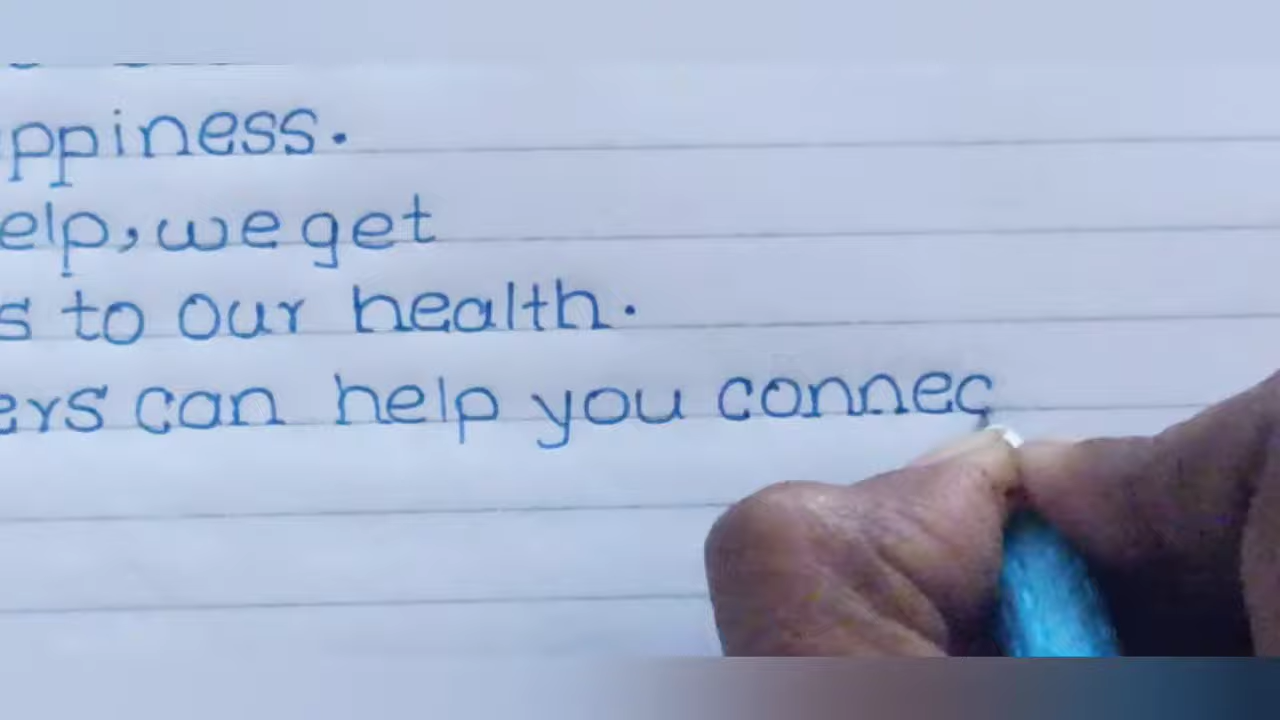 ppiness.
elp, we get
s to our health.
ers can help you connec